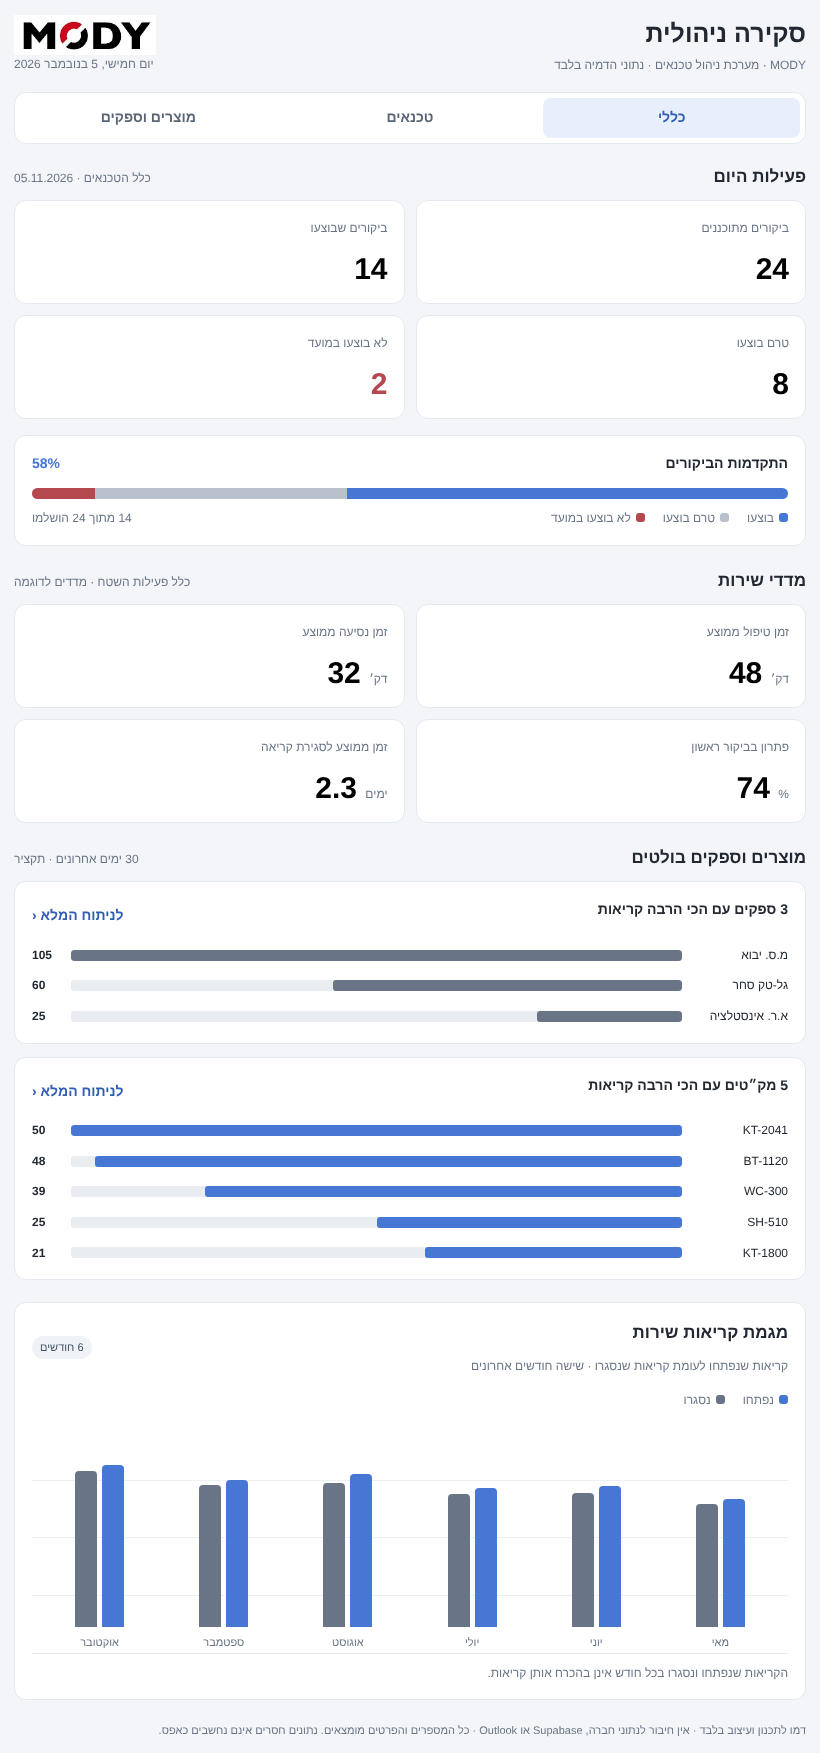 סקירה ניהולית
MODY
MODY · מערכת ניהול טכנאים · נתוני הדמיה בלבד
יום חמישי, 5 בנובמבר 2026
כללי
טכנאים
מוצרים וספקים
פעילות היום
כלל הטכנאים · 05.11.2026
ביקורים מתוכננים
24
ביקורים שבוצעו
14
טרם בוצעו
8
לא בוצעו במועד
2
התקדמות הביקורים
58%
בוצעו
טרם בוצעו
לא בוצעו במועד
14 מתוך 24 הושלמו
מדדי שירות
כלל פעילות השטח · מדדים לדוגמה
זמן טיפול ממוצע
48 דק׳
זמן נסיעה ממוצע
32 דק׳
פתרון בביקור ראשון
74 %
זמן ממוצע לסגירת קריאה
2.3 ימים
מוצרים וספקים בולטים
30 ימים אחרונים · תקציר
3 ספקים עם הכי הרבה קריאות
לניתוח המלא ‹
מ.ס. יבוא 105
גל-טק סחר 60
א.ר. אינסטלציה 25
5 מק״טים עם הכי הרבה קריאות
לניתוח המלא ‹
KT-2041 50
BT-1120 48
WC-300 39
SH-510 25
KT-1800 21
מגמת קריאות שירות
6 חודשים
קריאות שנפתחו לעומת קריאות שנסגרו · שישה חודשים אחרונים
נפתחו
נסגרו
מאי יוני יולי אוגוסט ספטמבר אוקטובר
הקריאות שנפתחו ונסגרו בכל חודש אינן בהכרח אותן קריאות.
דמו לתכנון ועיצוב בלבד · אין חיבור לנתוני חברה, Supabase או Outlook · כל המספרים והפרטים מומצאים. נתונים חסרים אינם נחשבים כאפס.